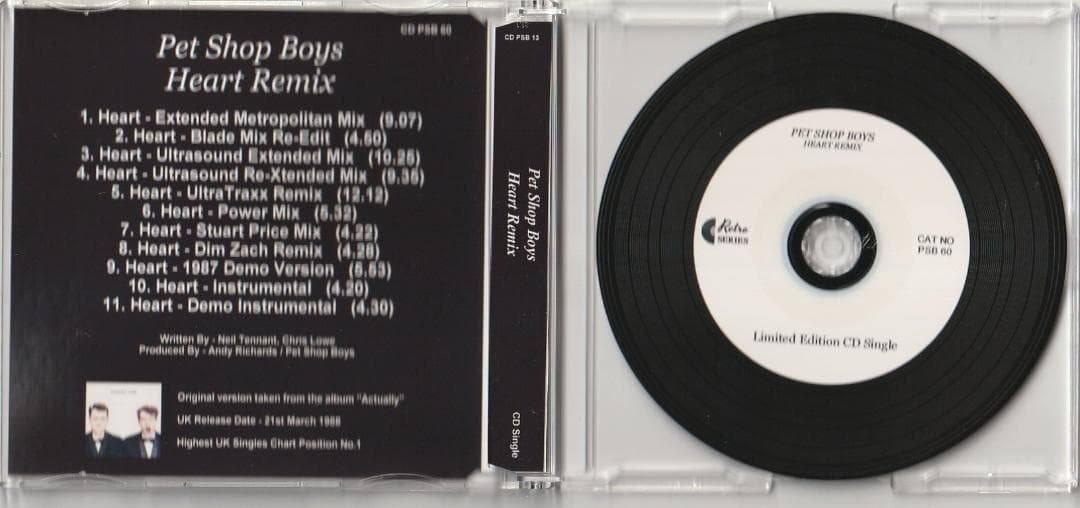 CD PSB 60
Pet Shop Boys
Heart Remix
1. Heart - Extended Metropolitan Mix (9.07)
2. Heart - Blade Mix Re-Edit (4.50)
3. Heart - Ultrasound Extended Mix (10.25)
4. Heart - Ultrasound Re-Xtended Mix (9.35)
5. Heart - UltraTraxx Remix (12.12)
6. Heart - Power Mix (5.32)
7. Heart - Stuart Price Mix (4.22)
8. Heart - Dim Zach Remix (4.28)
9. Heart - 1987 Demo Version (5.53)
10. Heart - Instrumental (4.20)
11. Heart - Demo Instrumental (4.30)
Written By - Neil Tennant, Chris Lowe
Produced By - Andy Richards / Pet Shop Boys
Original version taken from the album "Actually"
UK Release Date - 21st March 1988
Highest UK Singles Chart Position No.1
CD PSB 13
Pet Shop Boys
Heart Remix
CD Single
PET SHOP BOYS
HEART REMIX
Retro
SERIES
CAT NO
PSB 60
Limited Edition CD Single